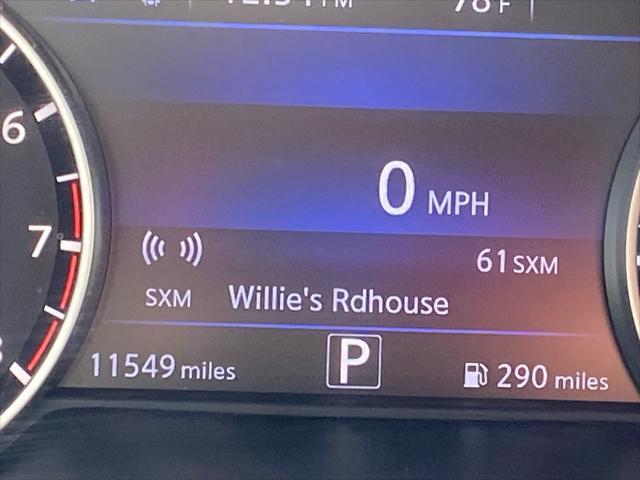 6
0 MPH
7
61 SXM
SXM Willie's Rdhouse
11549 miles P 290 miles